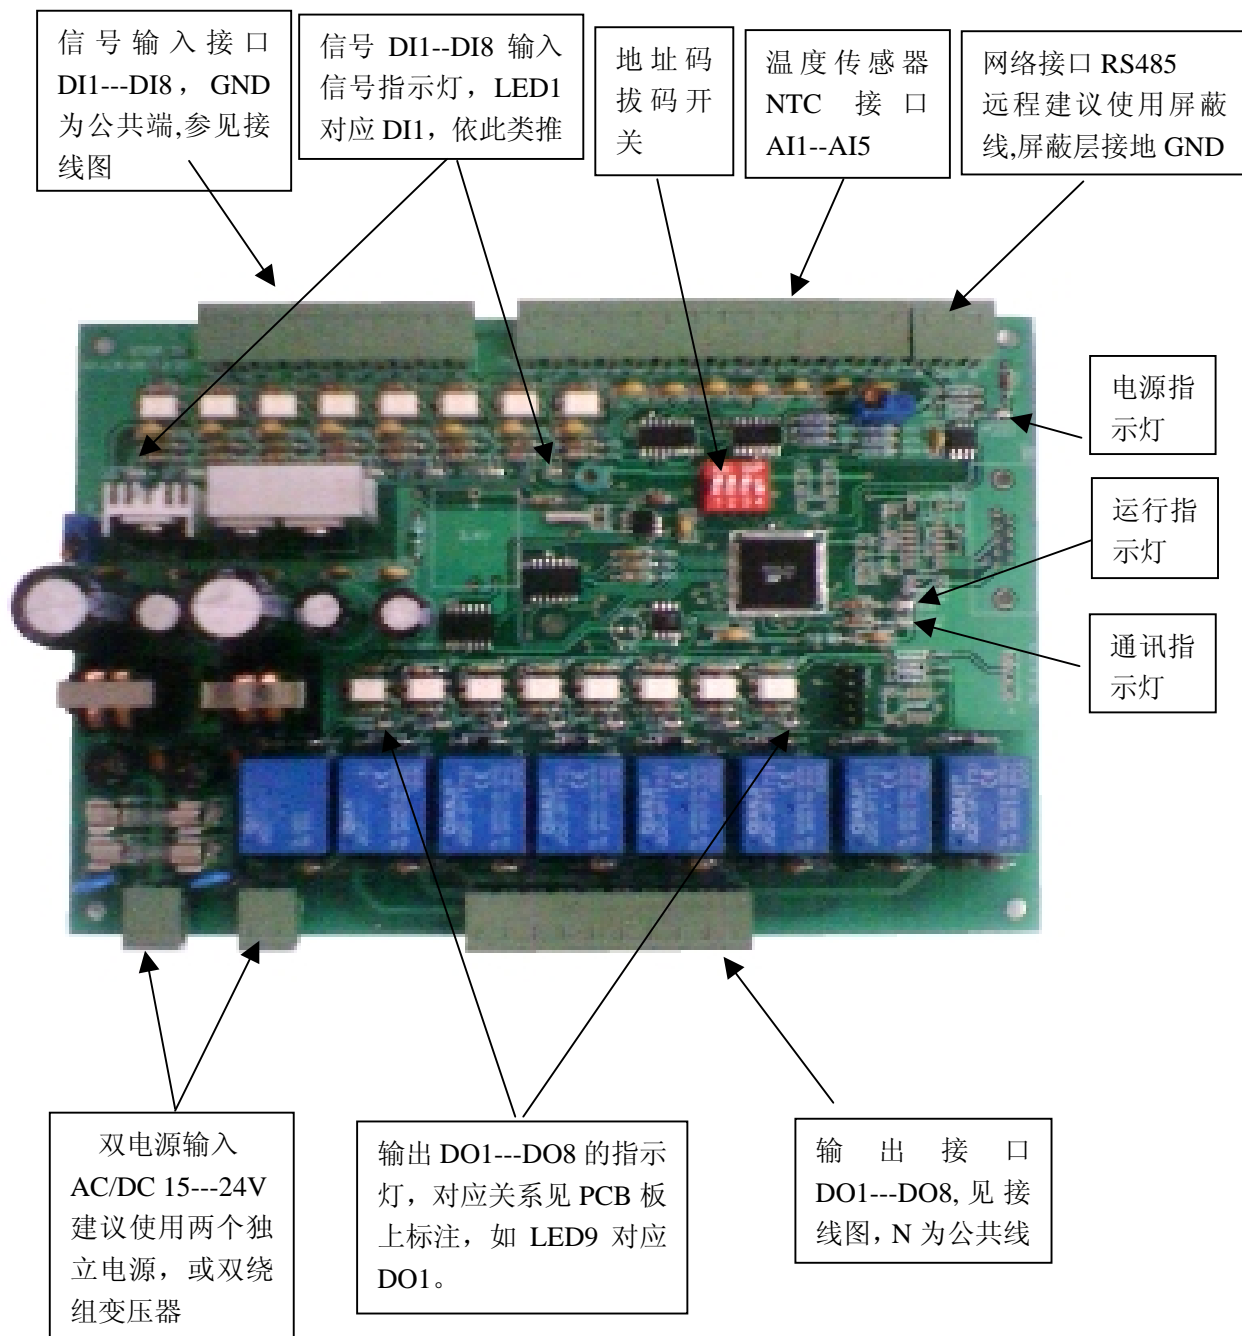 信号输入接口
DI1---DI8，GND
为公共端,参见接
线图
信号 DI1--DI8 输入
信号指示灯，LED1
对应 DI1，依此类推
地址码
拔码开
关
温度传感器
NTC 接口
AI1--AI5
网络接口 RS485
远程建议使用屏蔽
线,屏蔽层接地 GND
电源指
示灯
运行指
示灯
通讯指
示灯
双电源输入
AC/DC 15---24V
建议使用两个独
立电源，或双绕
组变压器
输出 DO1---DO8 的指示
灯，对应关系见 PCB 板
上标注，如 LED9 对应
DO1。
输出接口
DO1---DO8, 见接
线图，N 为公共线